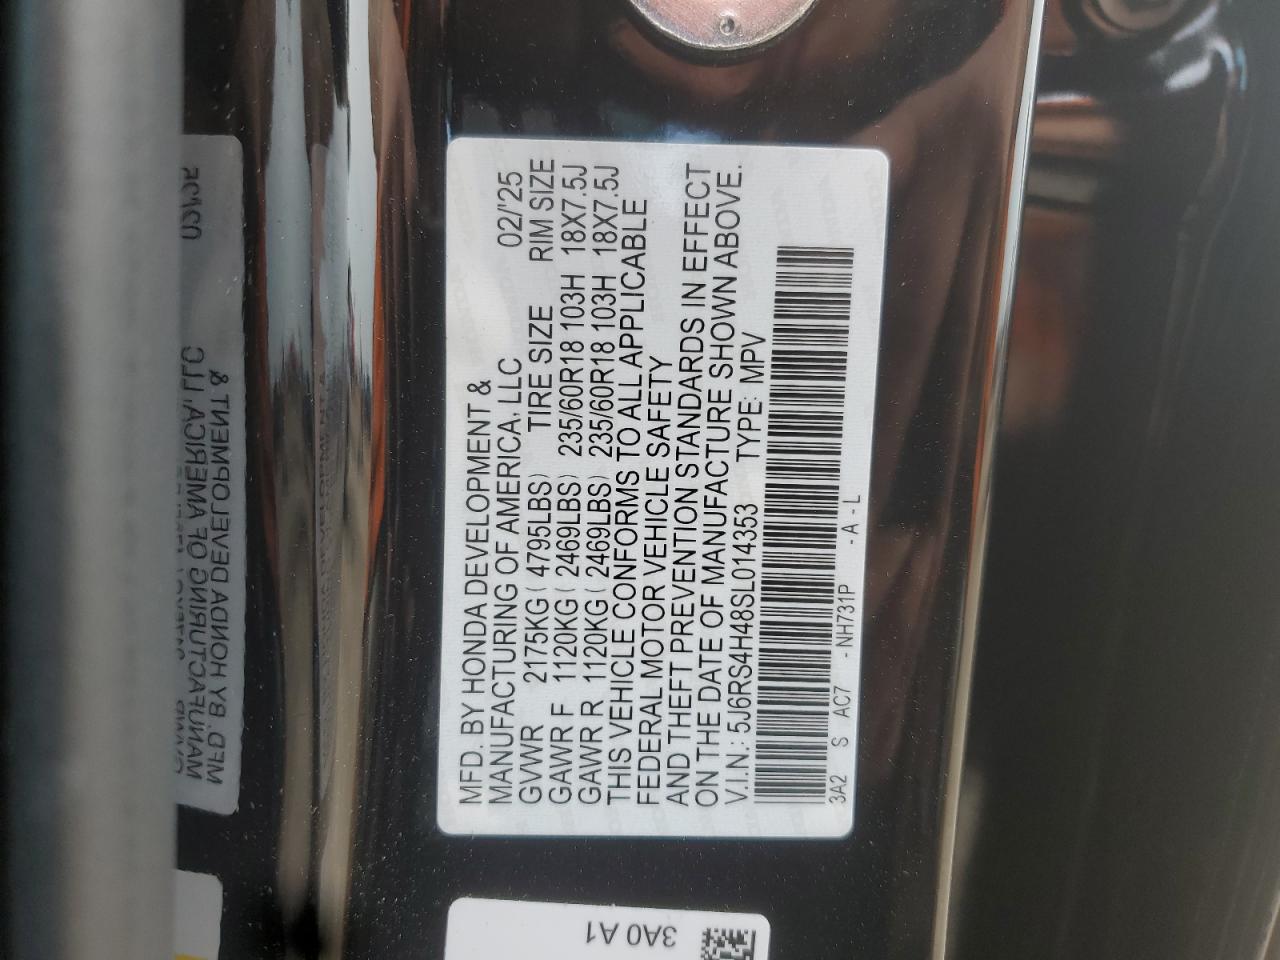 MFD. BY HONDA DEVELOPMENT &
MANUFACTURING OF AMERICA, LLC 02/'25
GVWR 2175KG( 4795LBS) TIRE SIZE RIM SIZE
GAWR F 1120KG( 2469LBS) 235/60R18 103H 18X7.5J
GAWR R 1120KG( 2469LBS) 235/60R18 103H 18X7.5J
THIS VEHICLE CONFORMS TO ALL APPLICABLE
FEDERAL MOTOR VEHICLE SAFETY
AND THEFT PREVENTION STANDARDS IN EFFECT
ON THE DATE OF MANUFACTURE SHOWN ABOVE.
V.I.N.: 5J6RS4H48SL014353 TYPE: MPV
3A2 S AC7 -NH731P -A-L
3A0 A1
MFD. BY HONDA DEVELOPMENT &
MANUFACTURING OF AMERICA, LLC 02/'25